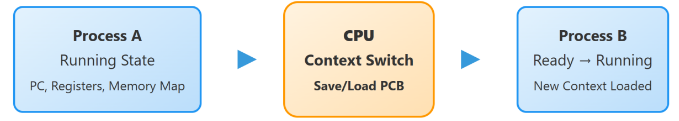 Process A
Running State
PC, Registers, Memory Map
CPU
Context Switch
Save/Load PCB
Process B
Ready → Running
New Context Loaded